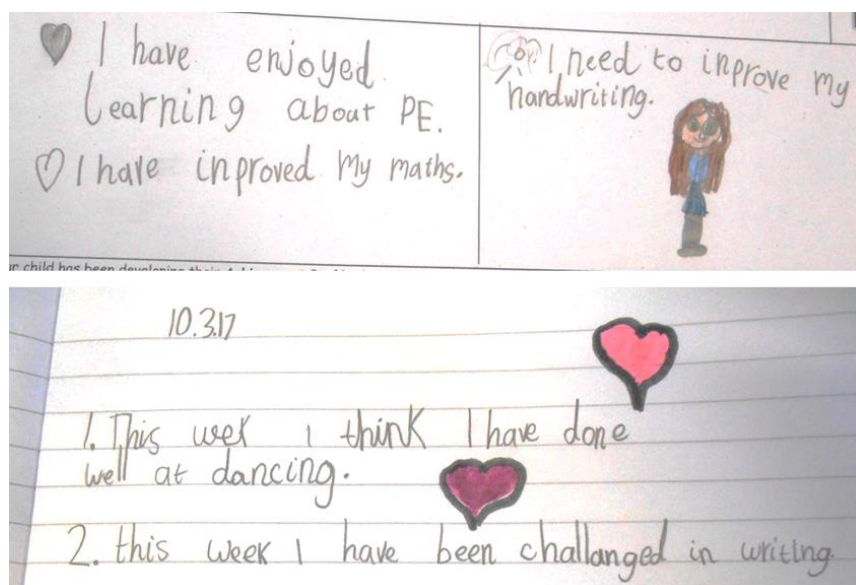 I have enjoyed
Learning about PE.
I have inproved My maths.
I need to inprove My
handwriting.
10.3.17
1. This wek I think I have done
well at dancing.
2. this week I have been challanged in writing